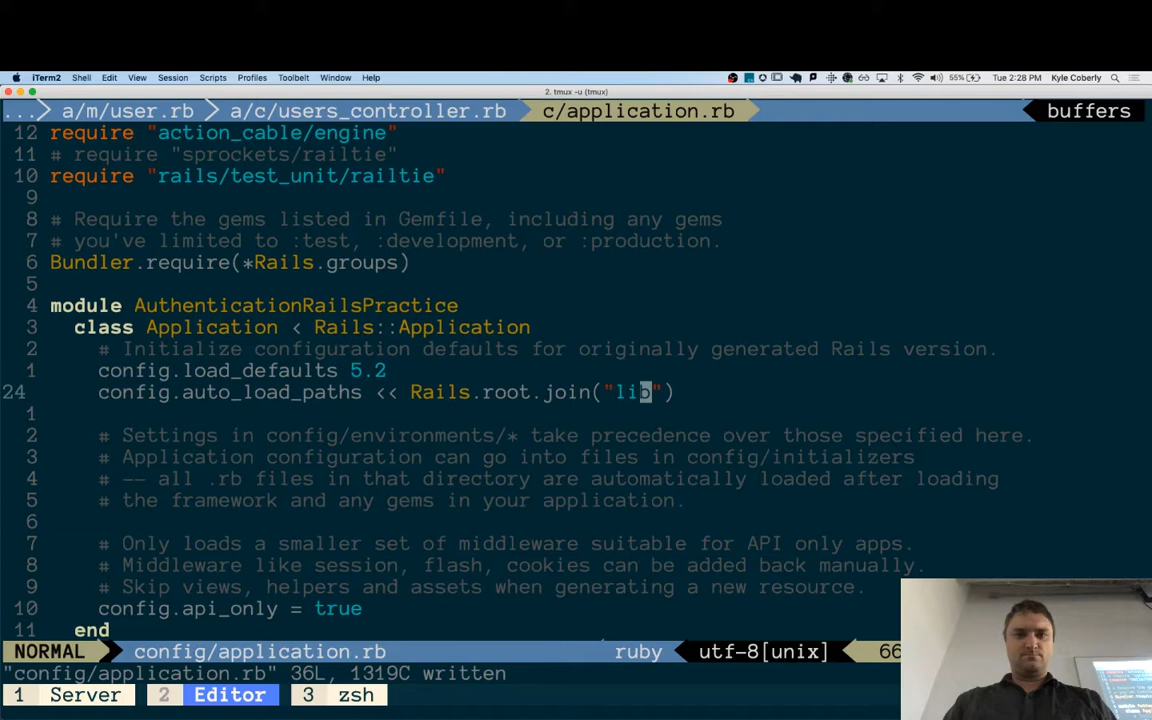 iTerm2 Shell Edit View Session Scripts Profiles Toolbelt Window Help 55% Tue 2:28 PM Kyle Coberly
2. tmux -u (tmux)
... a/m/user.rb a/c/users_controller.rb c/application.rb buffers
12 require "action_cable/engine"
11 # require "sprockets/railtie"
10 require "rails/test_unit/railtie"
9
8 # Require the gems listed in Gemfile, including any gems
7 # you've limited to :test, :development, or :production.
6 Bundler.require(*Rails.groups)
5
4 module AuthenticationRailsPractice
3 class Application < Rails::Application
2 # Initialize configuration defaults for originally generated Rails version.
1 config.load_defaults 5.2
24 config.auto_load_paths << Rails.root.join("lib")
1
2 # Settings in config/environments/* take precedence over those specified here.
3 # Application configuration can go into files in config/initializers
4 # -- all .rb files in that directory are automatically loaded after loading
5 # the framework and any gems in your application.
6
7 # Only loads a smaller set of middleware suitable for API only apps.
8 # Middleware like session, flash, cookies can be added back manually.
9 # Skip views, helpers and assets when generating a new resource.
10 config.api_only = true
11 end
NORMAL config/application.rb ruby utf-8[unix] 66
"config/application.rb" 36L, 1319C written
1 Server 2 Editor 3 zsh